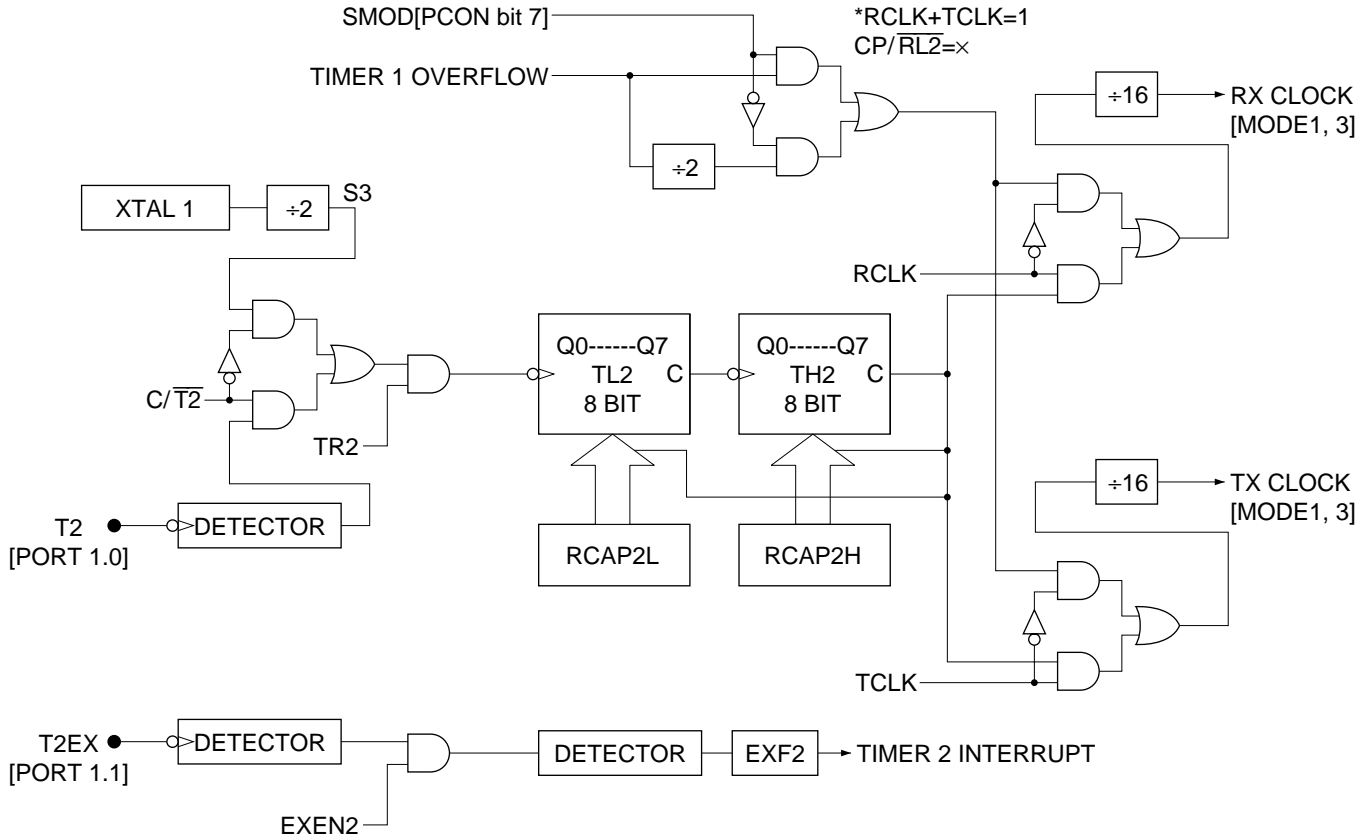 SMOD[PCON bit 7]
*RCLK+TCLK=1
CP/R̅L̅2̅=×
TIMER 1 OVERFLOW
÷16
RX CLOCK
[MODE1, 3]
÷2
XTAL 1
÷2
S3
RCLK
Q0------Q7
TL2
8 BIT
C
Q0------Q7
TH2
8 BIT
C
C/T̅2̅
TR2
÷16
TX CLOCK
[MODE1, 3]
T2
[PORT 1.0]
DETECTOR
RCAP2L
RCAP2H
TCLK
T2EX
[PORT 1.1]
DETECTOR
DETECTOR
EXF2
TIMER 2 INTERRUPT
EXEN2